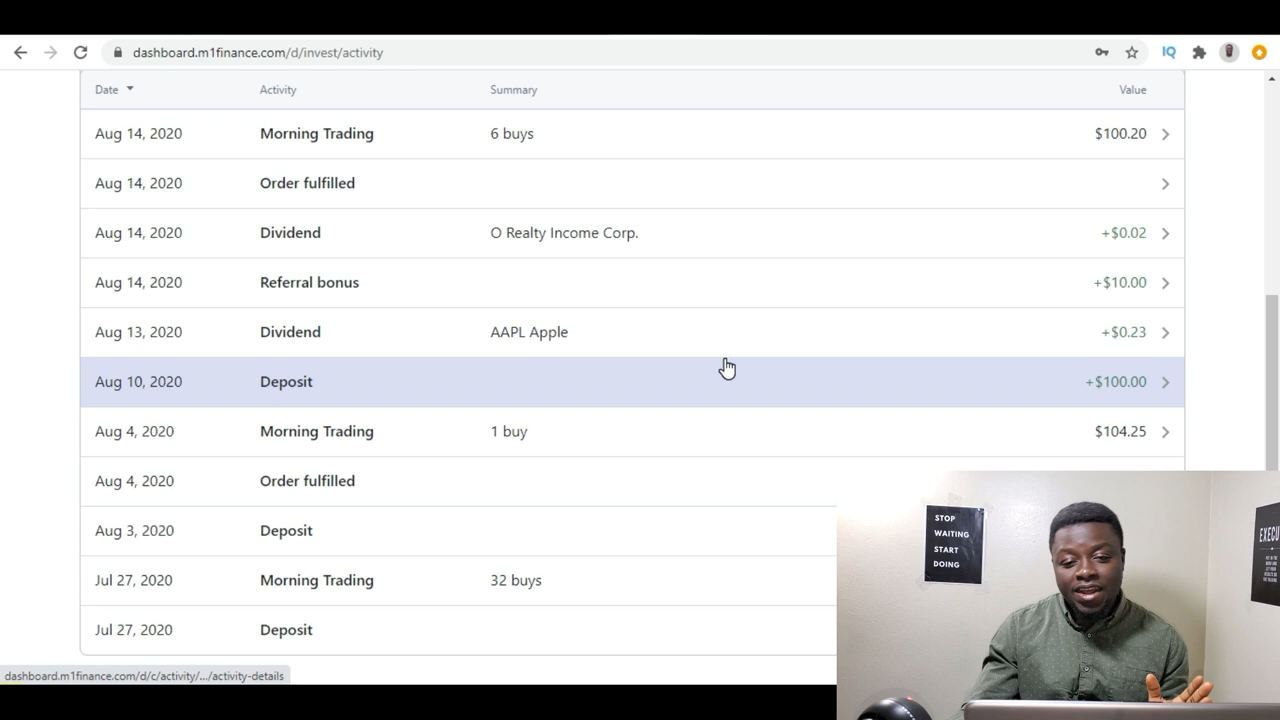 dashboard.m1finance.com/d/invest/activity
IQ
Date Activity Summary Value
Aug 14, 2020 Morning Trading 6 buys $100.20
Aug 14, 2020 Order fulfilled
Aug 14, 2020 Dividend O Realty Income Corp. +$0.02
Aug 14, 2020 Referral bonus +$10.00
Aug 13, 2020 Dividend AAPL Apple +$0.23
Aug 10, 2020 Deposit +$100.00
Aug 4, 2020 Morning Trading 1 buy $104.25
Aug 4, 2020 Order fulfilled
Aug 3, 2020 Deposit
Jul 27, 2020 Morning Trading 32 buys
Jul 27, 2020 Deposit
dashboard.m1finance.com/d/c/activity/.../activity-details
STOP
WAITING
START
DOING
EXECU